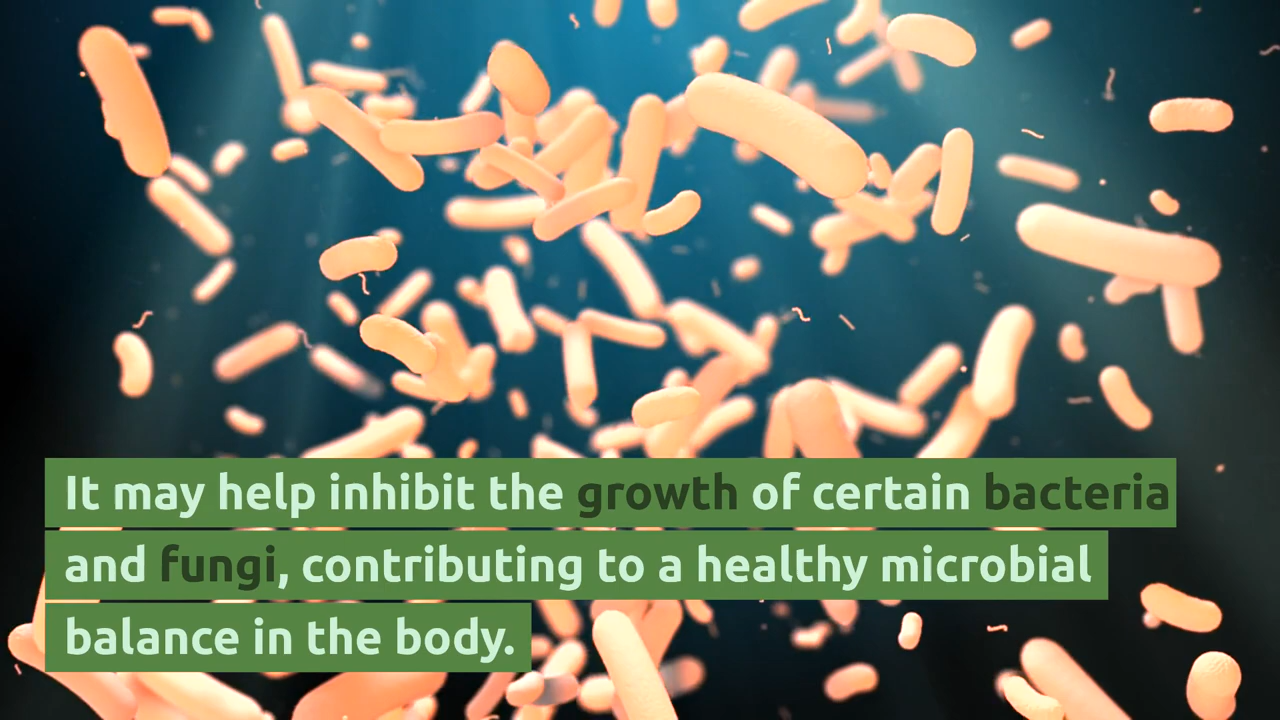 It may help inhibit the growth of certain bacteria
and fungi, contributing to a healthy microbial
balance in the body.